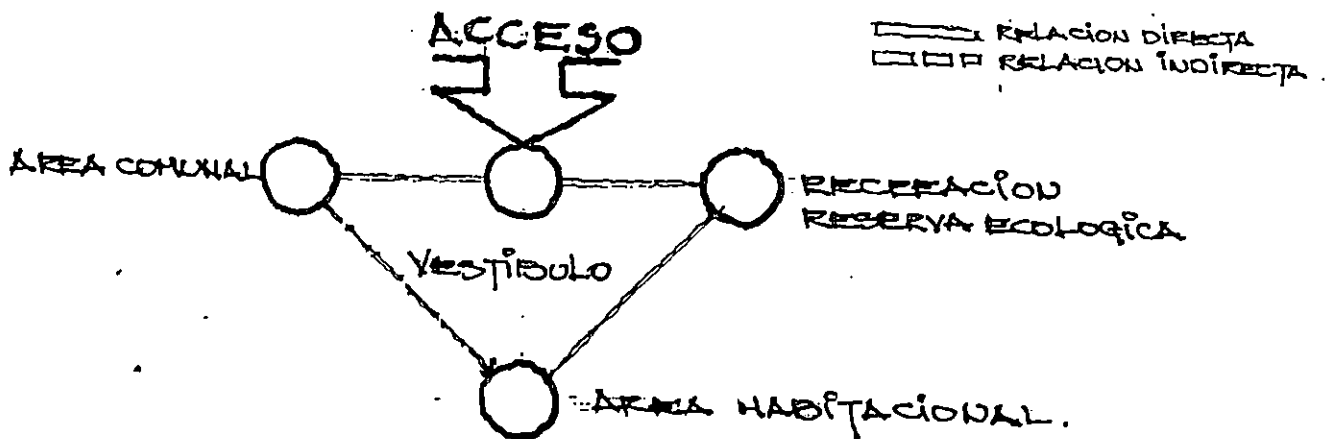 ACCESO
RELACION DIRECTA
RELACION INDIRECTA
AREA COMUNAL
RECREACION
RESERVA ECOLOGICA
VESTIBULO
AREA HABITACIONAL.